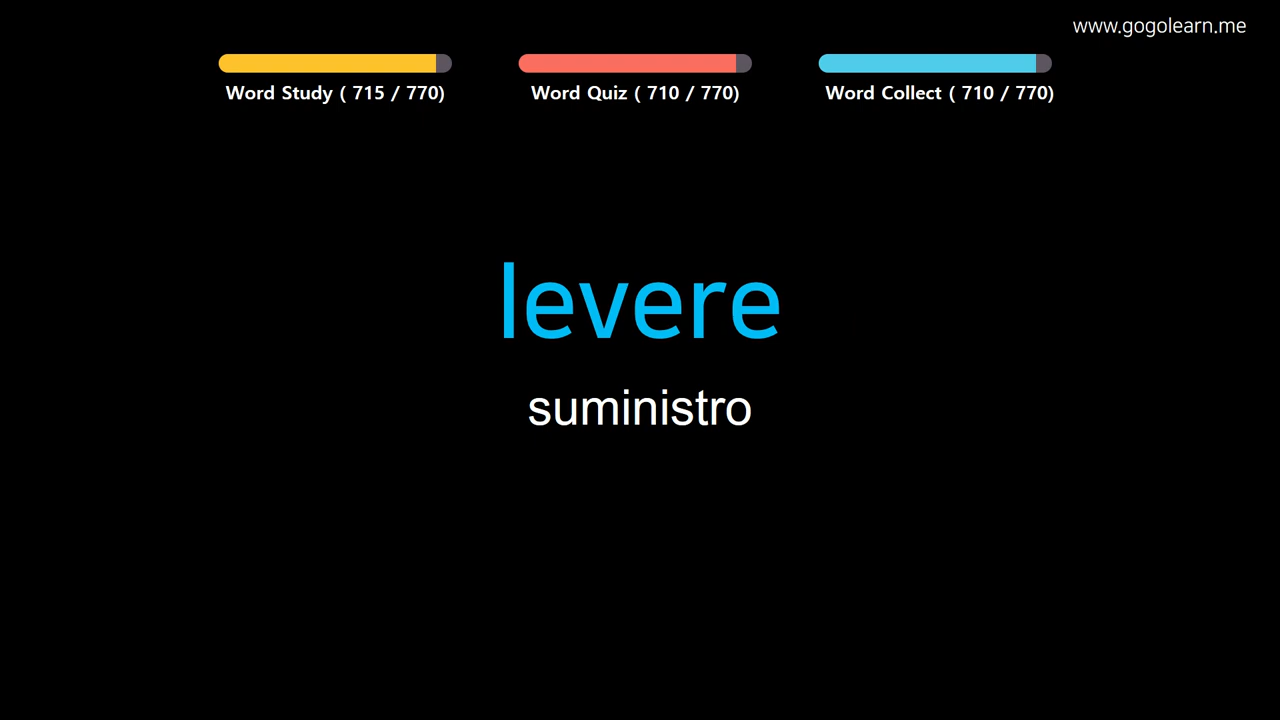 www.gogolearn.me
Word Study ( 715 / 770)
Word Quiz ( 710 / 770)
Word Collect ( 710 / 770)
levere
suministro